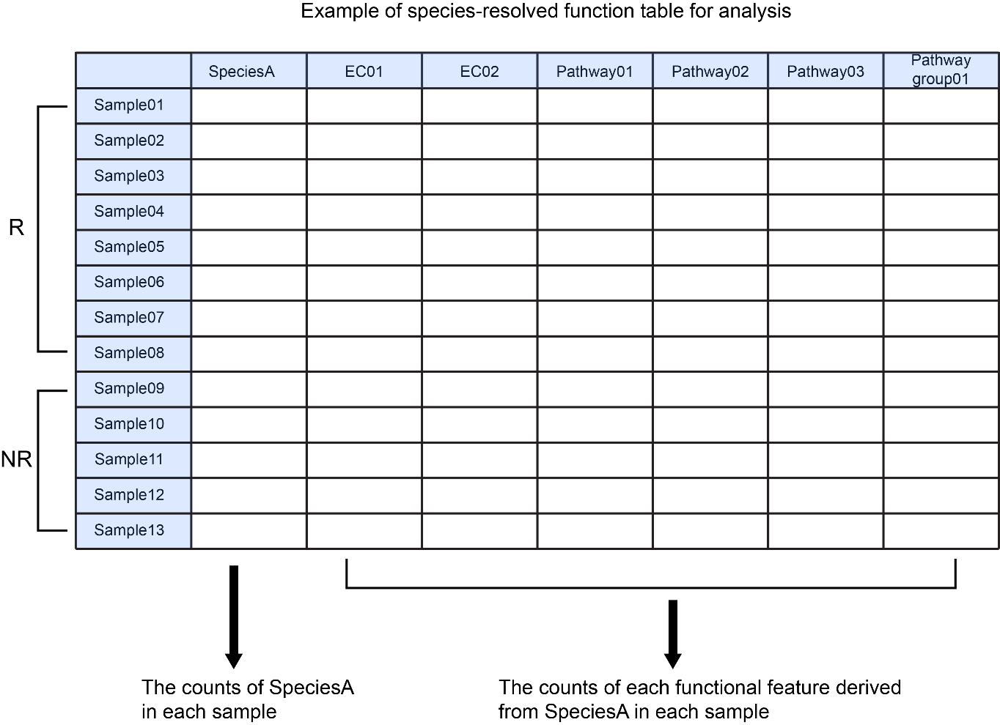 Example of species-resolved function table for analysis
SpeciesA EC01 EC02 Pathway01 Pathway02 Pathway03 Pathway
group01
Sample01
Sample02
Sample03
Sample04
R
Sample05
Sample06
Sample07
Sample08
Sample09
Sample10
NR
Sample11
Sample12
Sample13
The counts of SpeciesA
in each sample
The counts of each functional feature derived
from SpeciesA in each sample